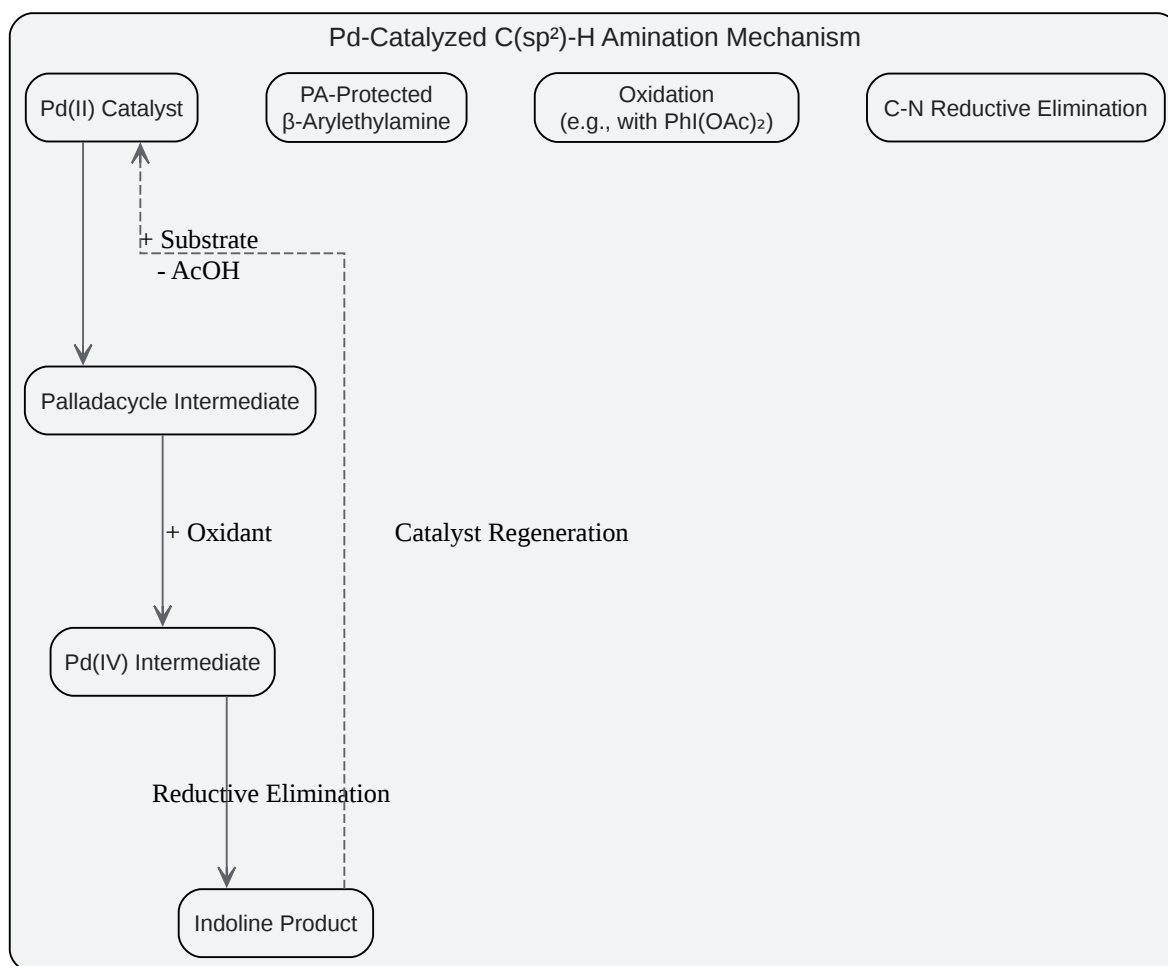 Pd-Catalyzed C(sp²)-H Amination Mechanism
Pd(II) Catalyst
PA-Protected
β-Arylethylamine
Oxidation
(e.g., with PhI(OAc)₂)
C-N Reductive Elimination
+ Substrate
- AcOH
Palladacycle Intermediate
+ Oxidant
Catalyst Regeneration
Pd(IV) Intermediate
Reductive Elimination
Indoline Product